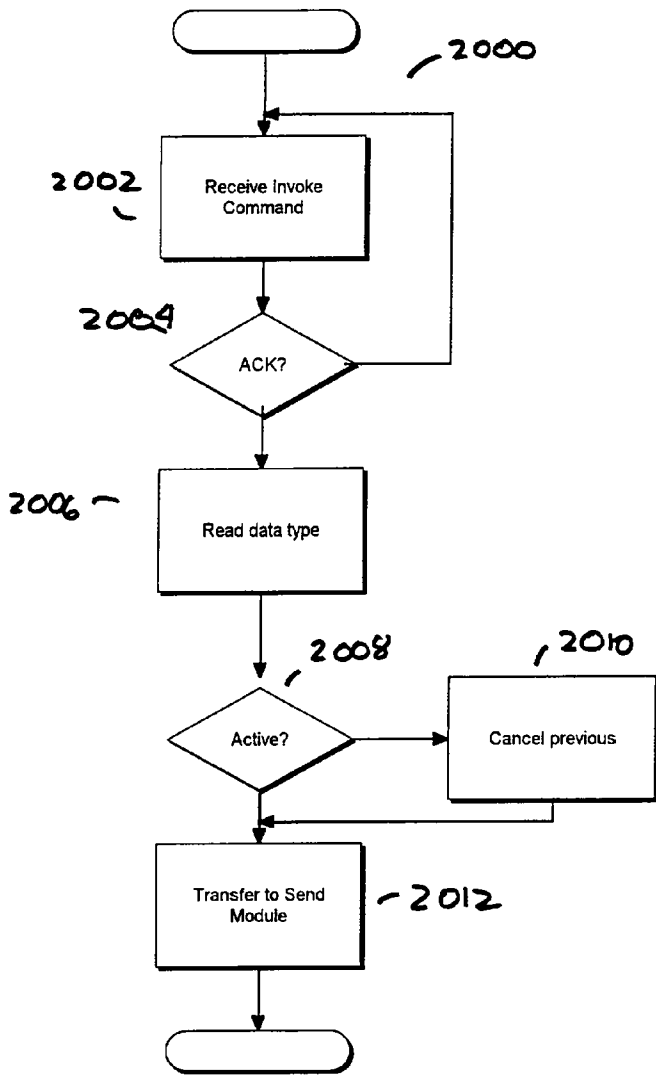 2000
2002
Receive Invoke
Command
2004
ACK?
2006
Read data type
2008
Active?
2010
Cancel previous
Transfer to Send
Module
2012